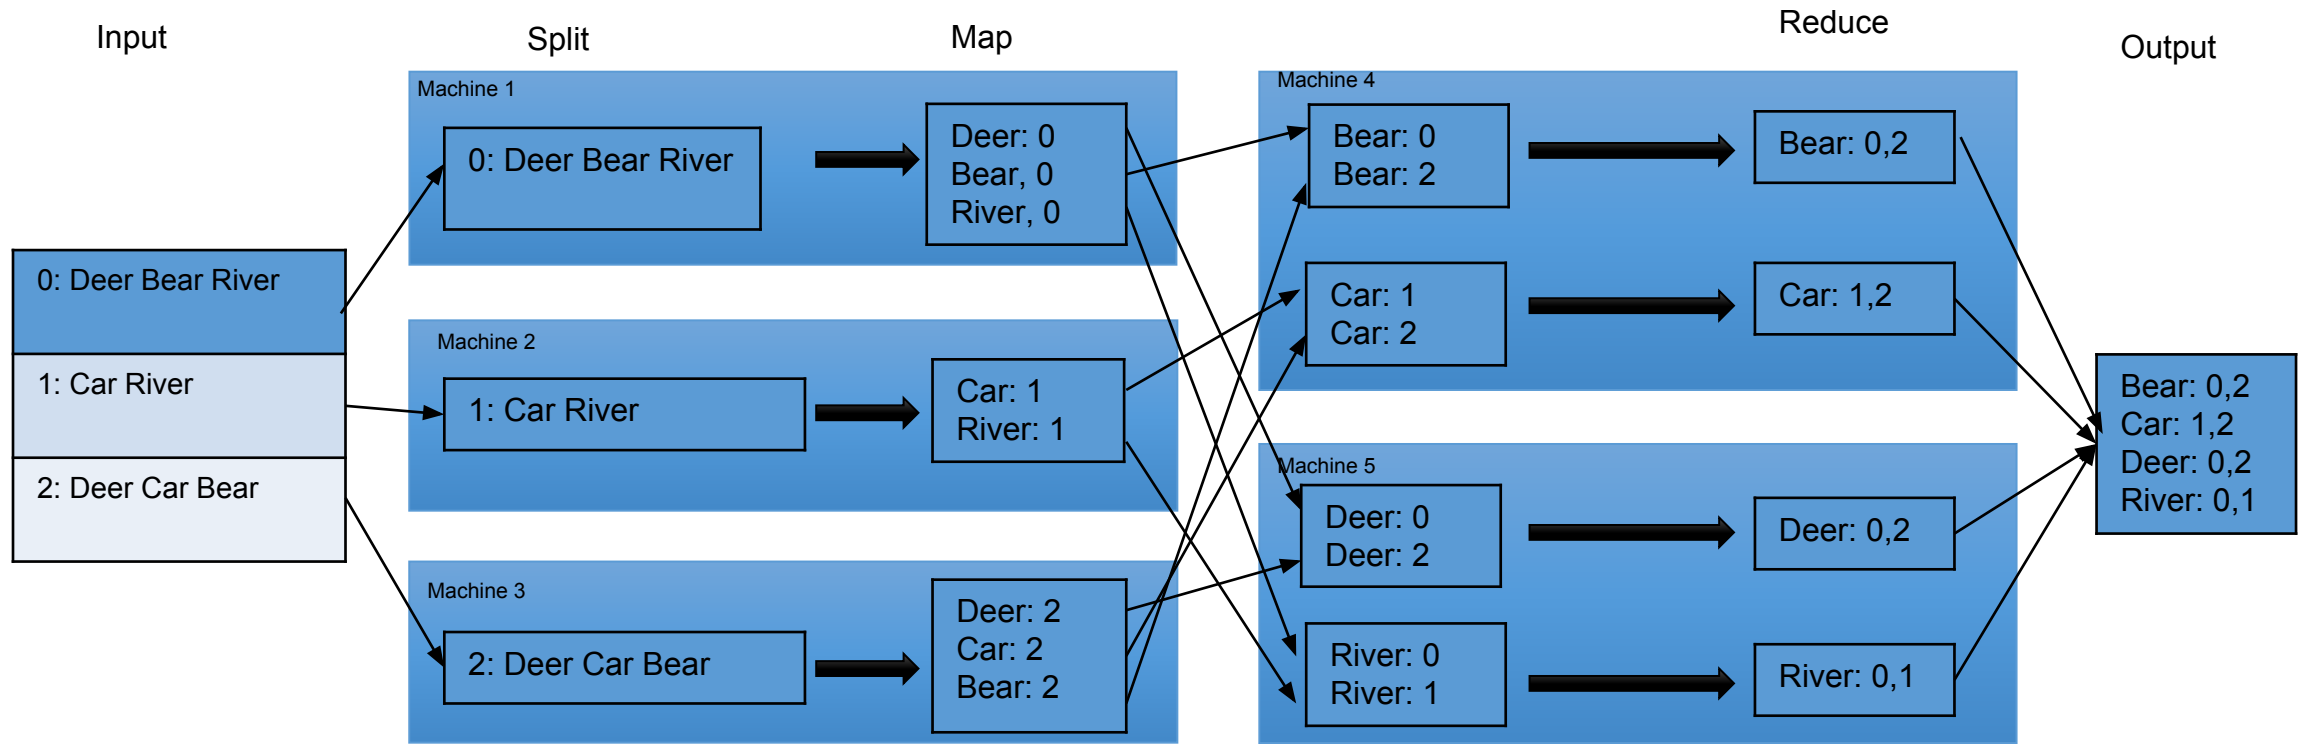 Input
Split
Map
Reduce
Output
0: Deer Bear River
1: Car River
2: Deer Car Bear
Machine 1
0: Deer Bear River
Deer: 0
Bear, 0
River, 0
Machine 2
1: Car River
Car: 1
River: 1
Machine 3
2: Deer Car Bear
Deer: 2
Car: 2
Bear: 2
Machine 4
Bear: 0
Bear: 2
Bear: 0,2
Car: 1
Car: 2
Car: 1,2
Machine 5
Deer: 0
Deer: 2
Deer: 0,2
River: 0
River: 1
River: 0,1
Bear: 0,2
Car: 1,2
Deer: 0,2
River: 0,1